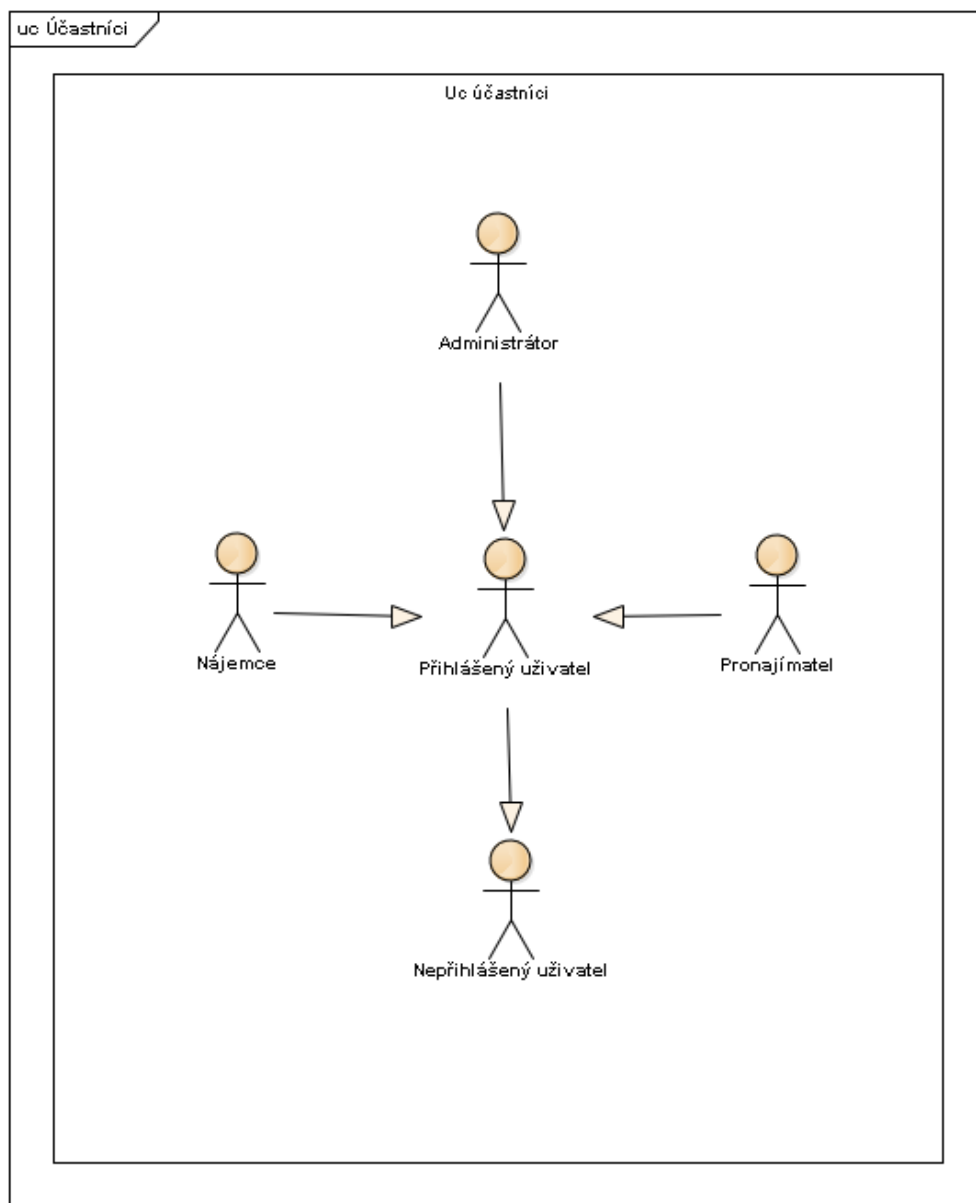 uc Účastníci
Uc účastníci
Administrátor
Nájemce
Přihlášený uživatel
Pronajímatel
Nepřihlášený uživatel